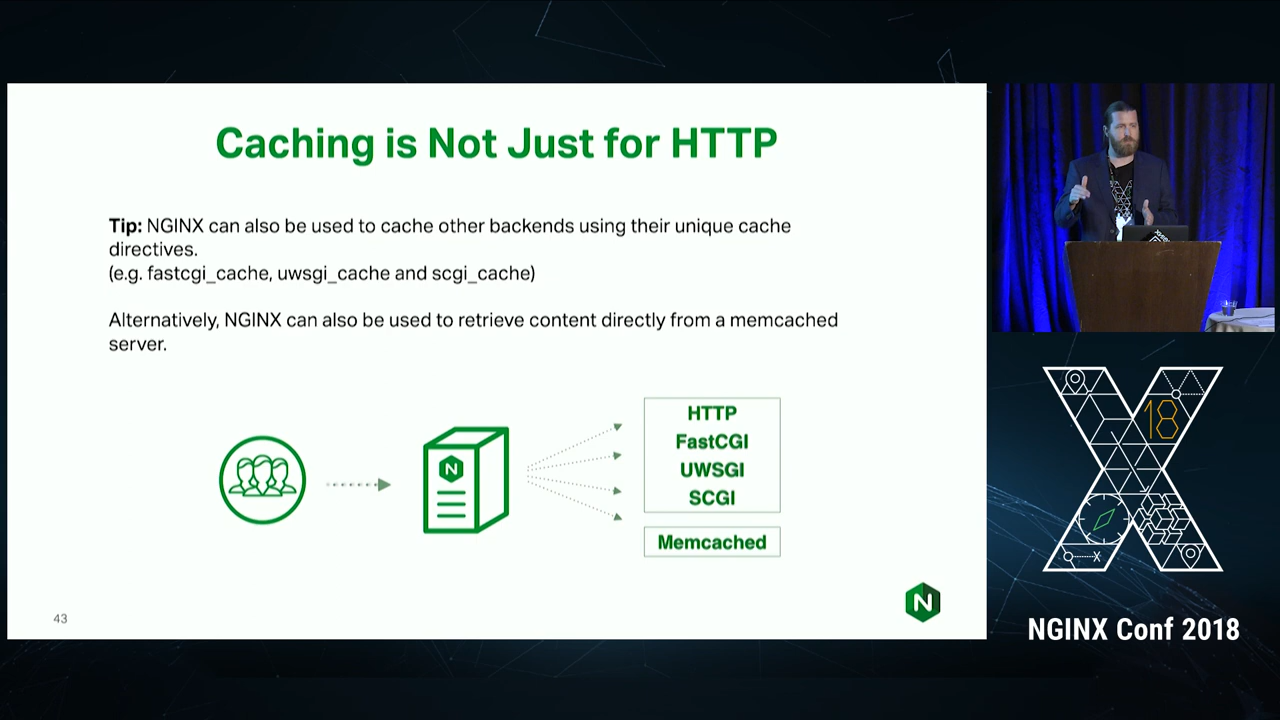 Caching is Not Just for HTTP
Tip: NGINX can also be used to cache other backends using their unique cache
directives.
(e.g. fastcgi_cache, uwsgi_cache and scgi_cache)
Alternatively, NGINX can also be used to retrieve content directly from a memcached
server.
N
HTTP
FastCGI
UWSGI
SCGI
Memcached
43
N
18
X
NGINX Conf 2018